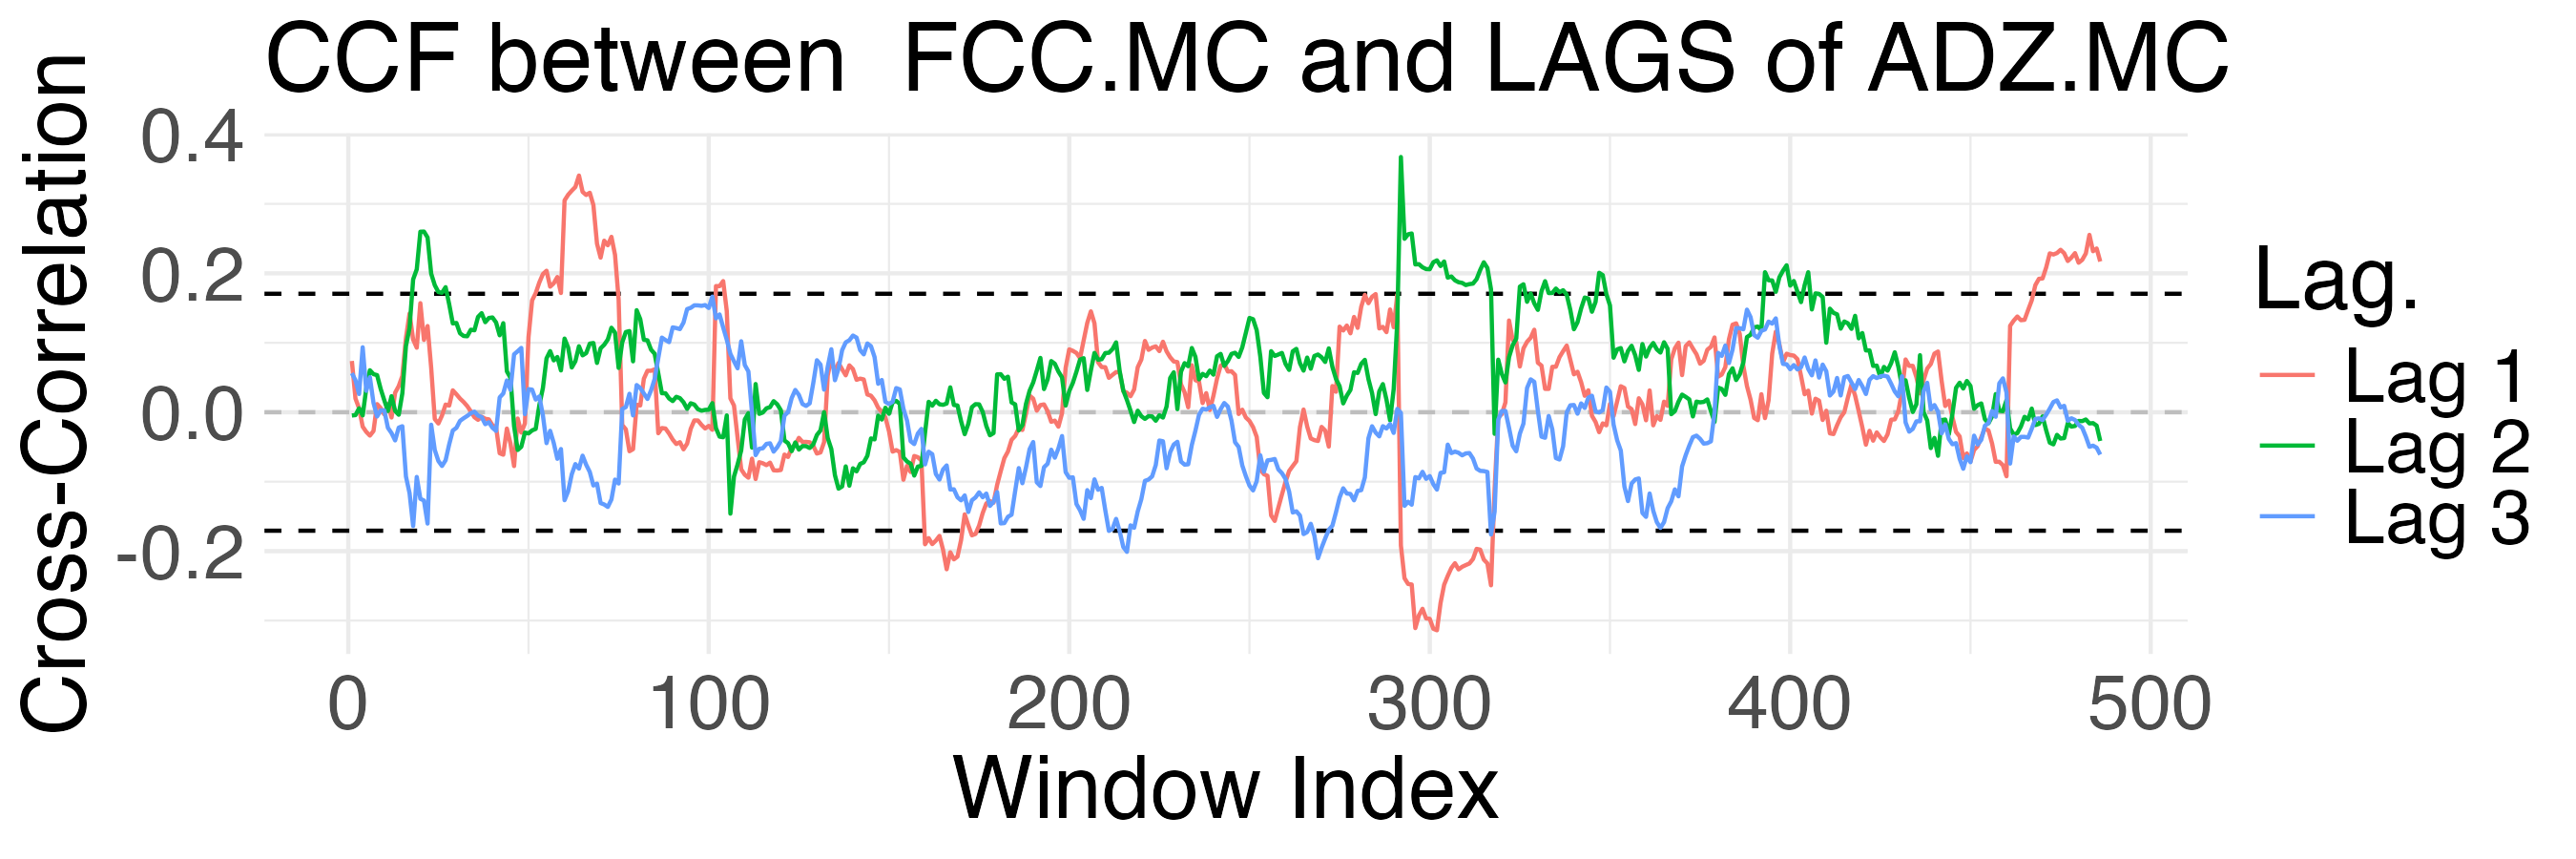 CCF between  FCC.MC and LAGS of ADZ.MC
Cross-Correlation
0.4
0.2
0.0
-0.2
0 100 200 300 400 500
Window Index
Lag.
Lag 1
Lag 2
Lag 3